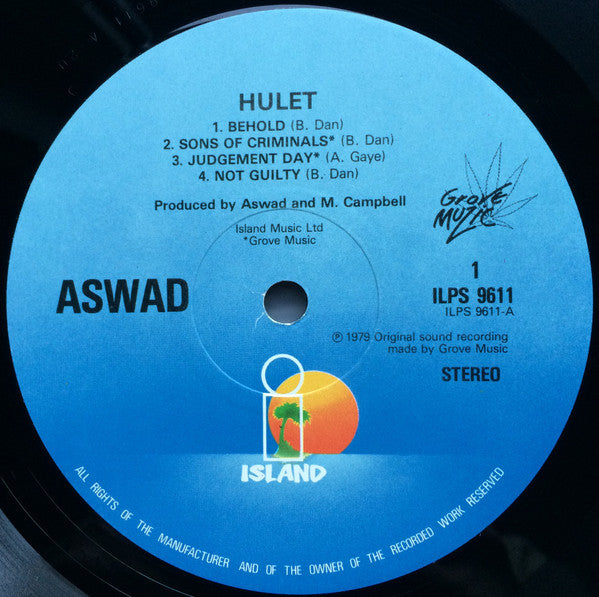 HULET
1. BEHOLD (B. Dan)
2. SONS OF CRIMINALS* (B. Dan)
3. JUDGEMENT DAY* (A. Gaye)
4. NOT GUILTY (B. Dan)
Produced by Aswad and M. Campbell
Island Music Ltd
*Grove Music
Grove
MUZIC
ASWAD
1
ILPS 9611
ILPS 9611-A
℗ 1979 Original sound recording
made by Grove Music
STEREO
ISLAND
ALL RIGHTS OF THE MANUFACTURER AND OF THE OWNER OF THE RECORDED WORK RESERVED